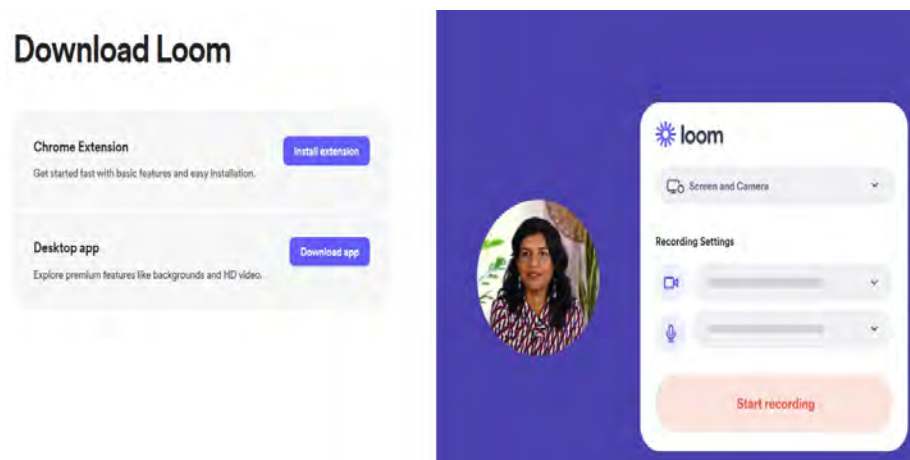 Download Loom
Chrome Extension
Install extension
Get started fast with basic features and easy installation.
Desktop app
Download app
Explore premium features like backgrounds and HD video.
loom
Screen and Camera
Recording Settings
Start recording